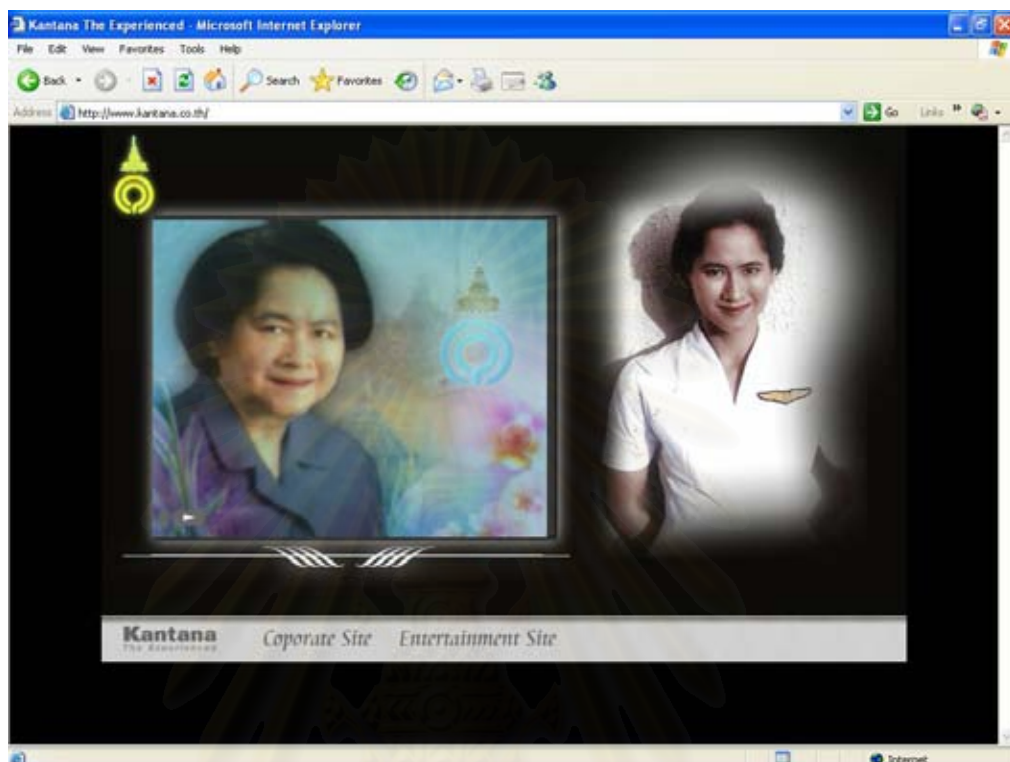 Kantana The Experienced - Microsoft Internet Explorer
File Edit View Favorites Tools Help
Back Search Favorites
Address http://www.kantana.co.th/ Go Links
Kantana Coporate Site Entertainment Site
The Experienced
Internet